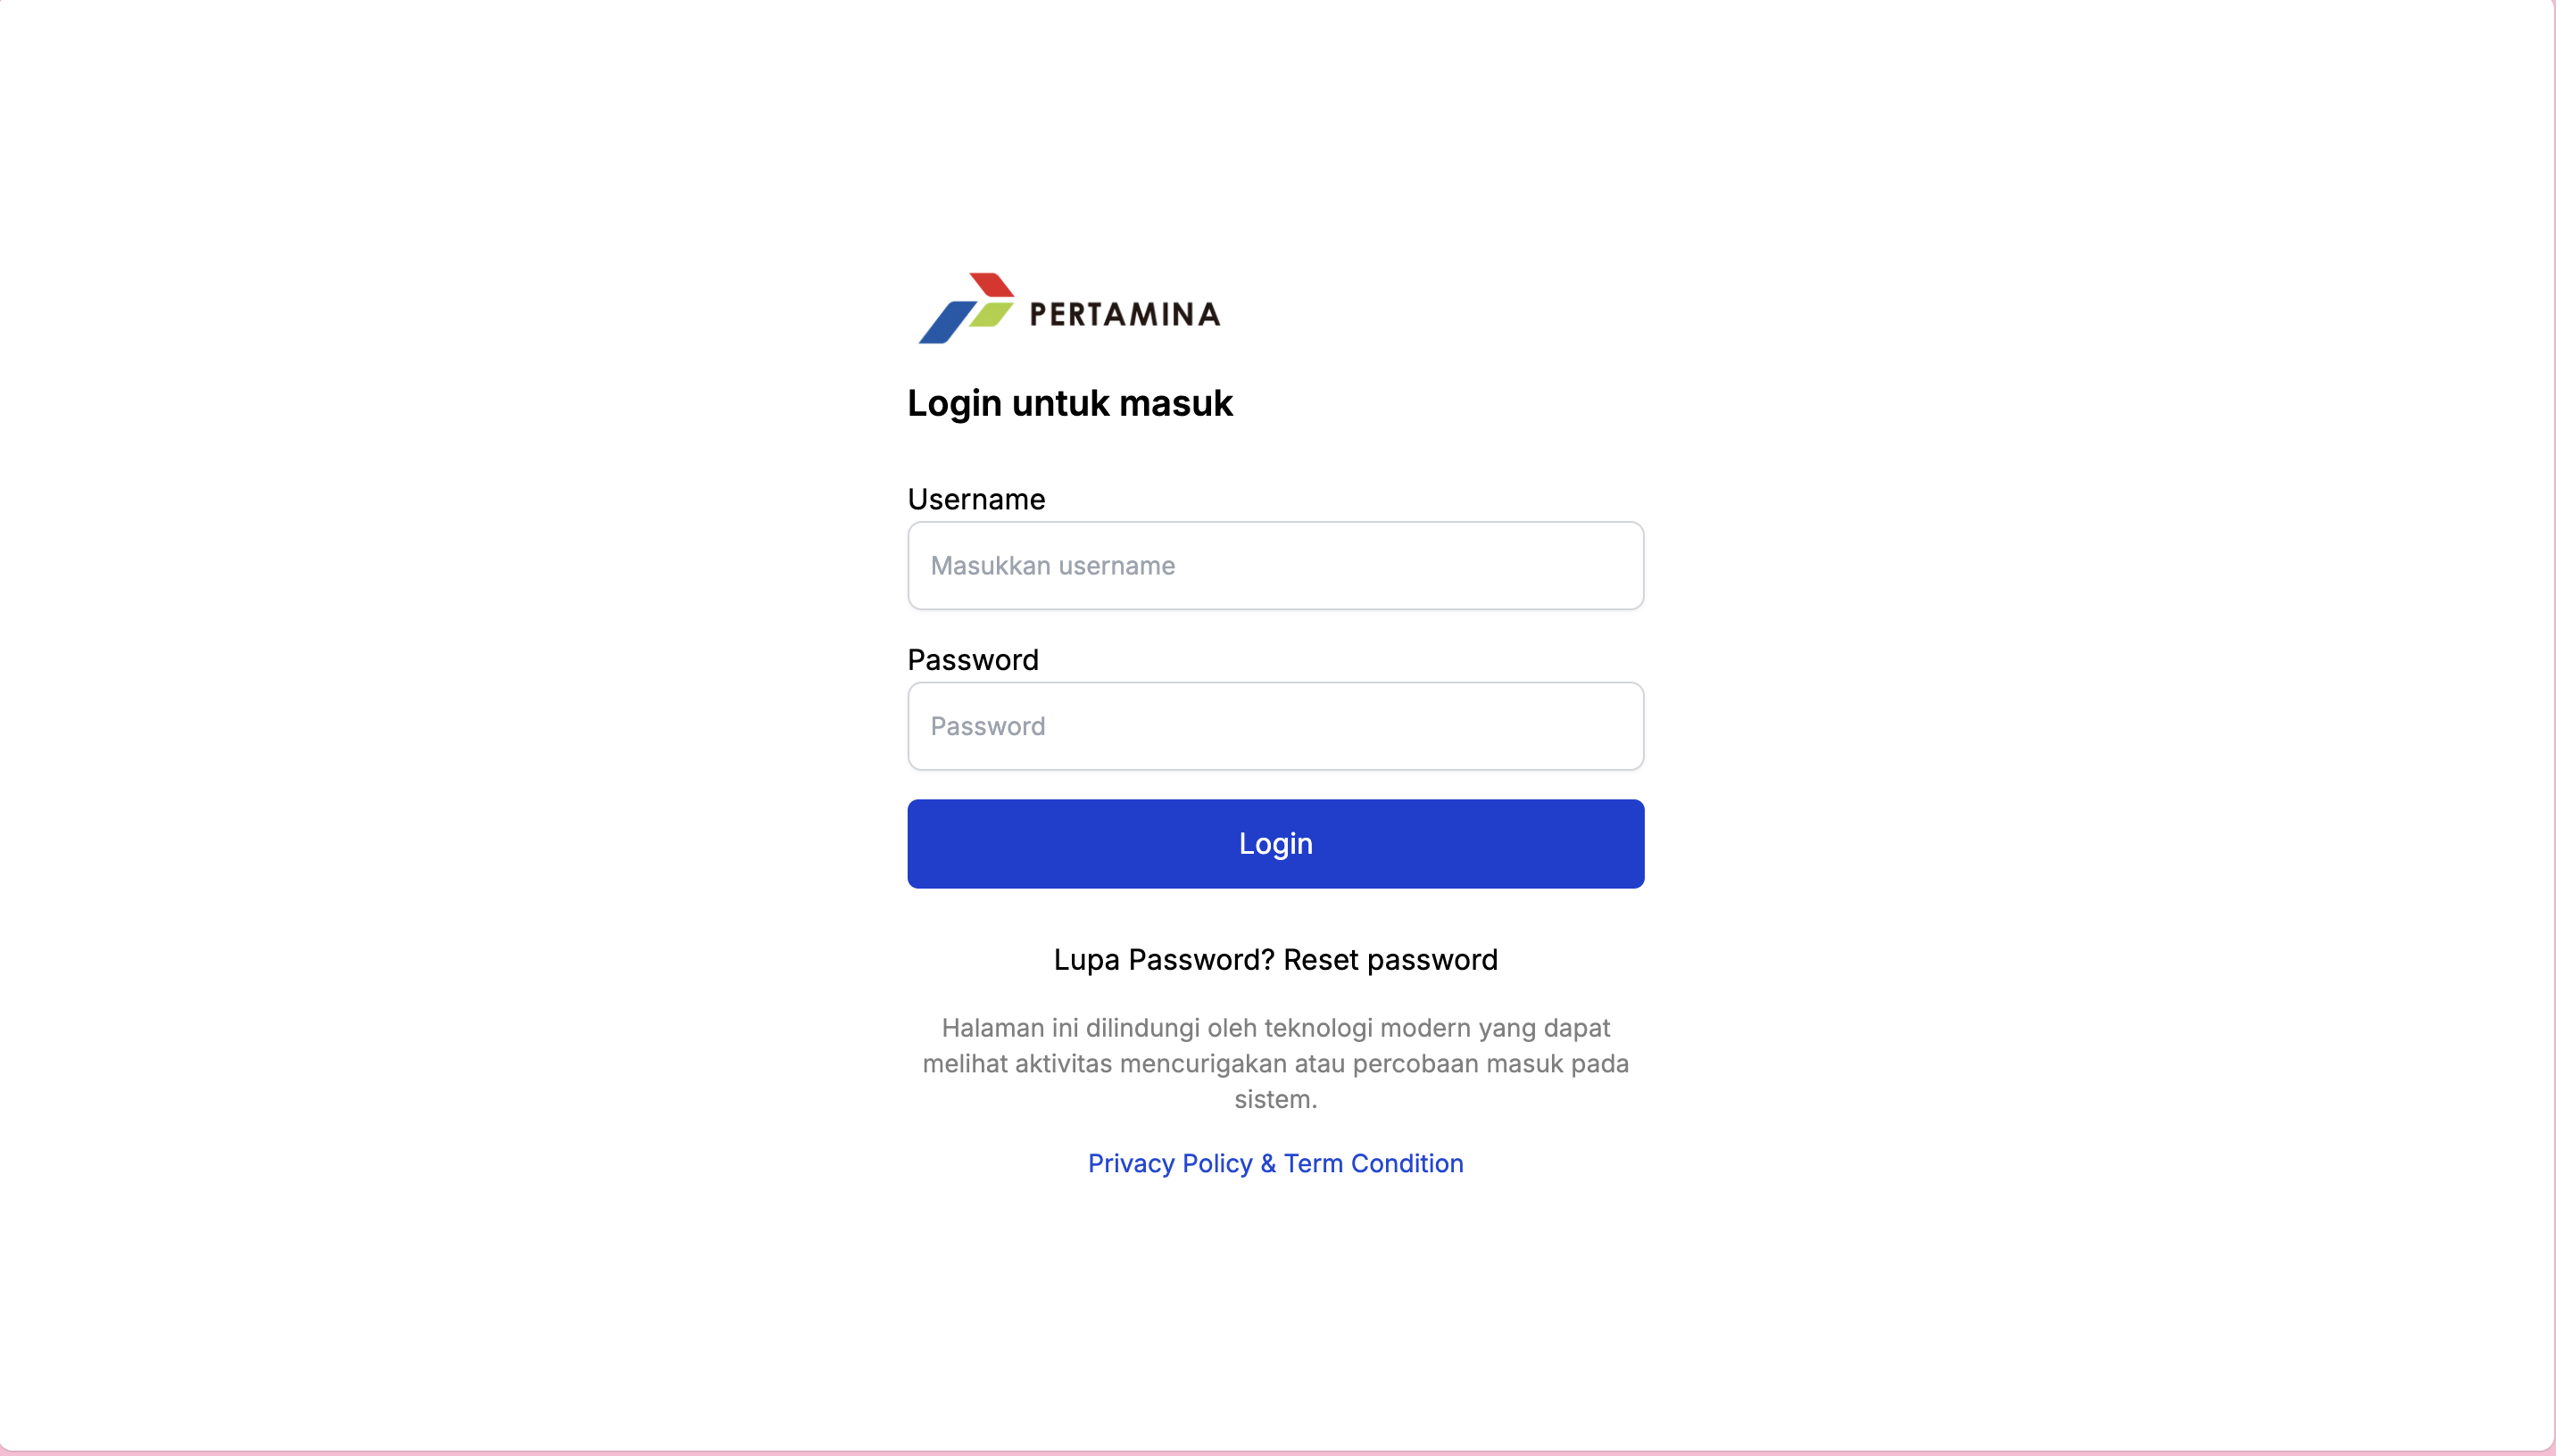 PERTAMINA
Login untuk masuk
Username
Masukkan username
Password
Password
Login
Lupa Password? Reset password
Halaman ini dilindungi oleh teknologi modern yang dapat
melihat aktivitas mencurigakan atau percobaan masuk pada
sistem.
Privacy Policy & Term Condition